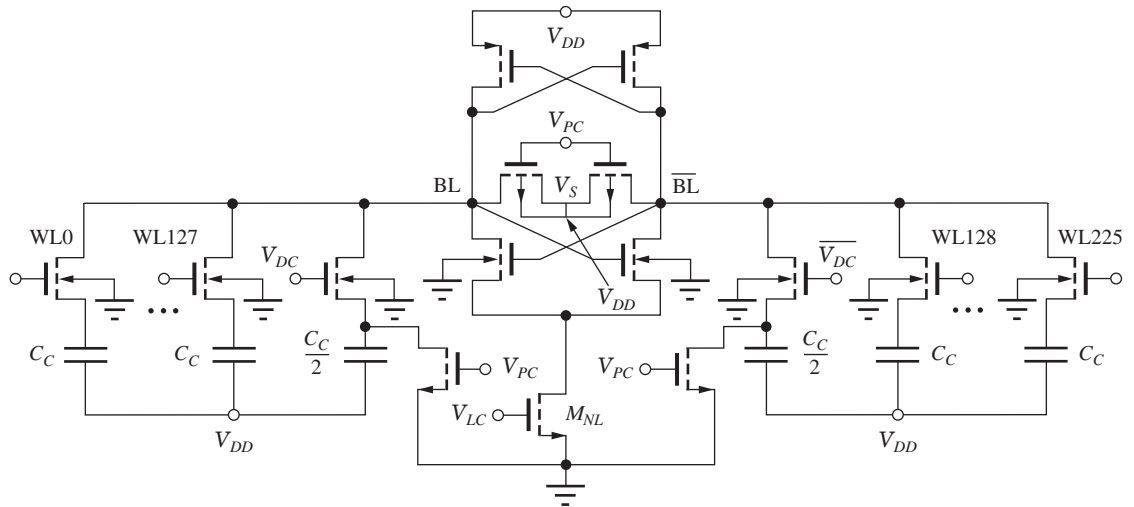 V_DD
V_PC
BL
V_S
\overline{BL}
WL0
WL127
V_DC
\overline{V_DC}
WL128
WL225
V_DD
C_C
C_C
C_C/2
V_PC
V_PC
C_C/2
C_C
C_C
V_LC
M_NL
V_DD
V_DD